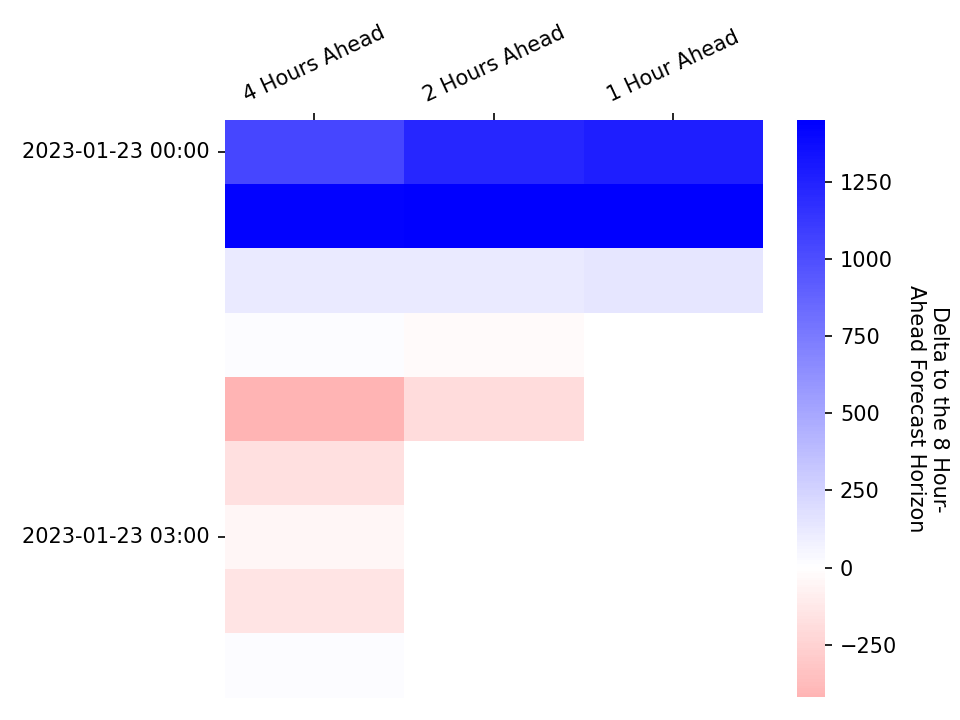 4 Hours Ahead
2 Hours Ahead
1 Hour Ahead
2023-01-23 00:00
2023-01-23 03:00
1250
1000
750
500
250
0
−250
Delta to the 8 Hour-
Ahead Forecast Horizon